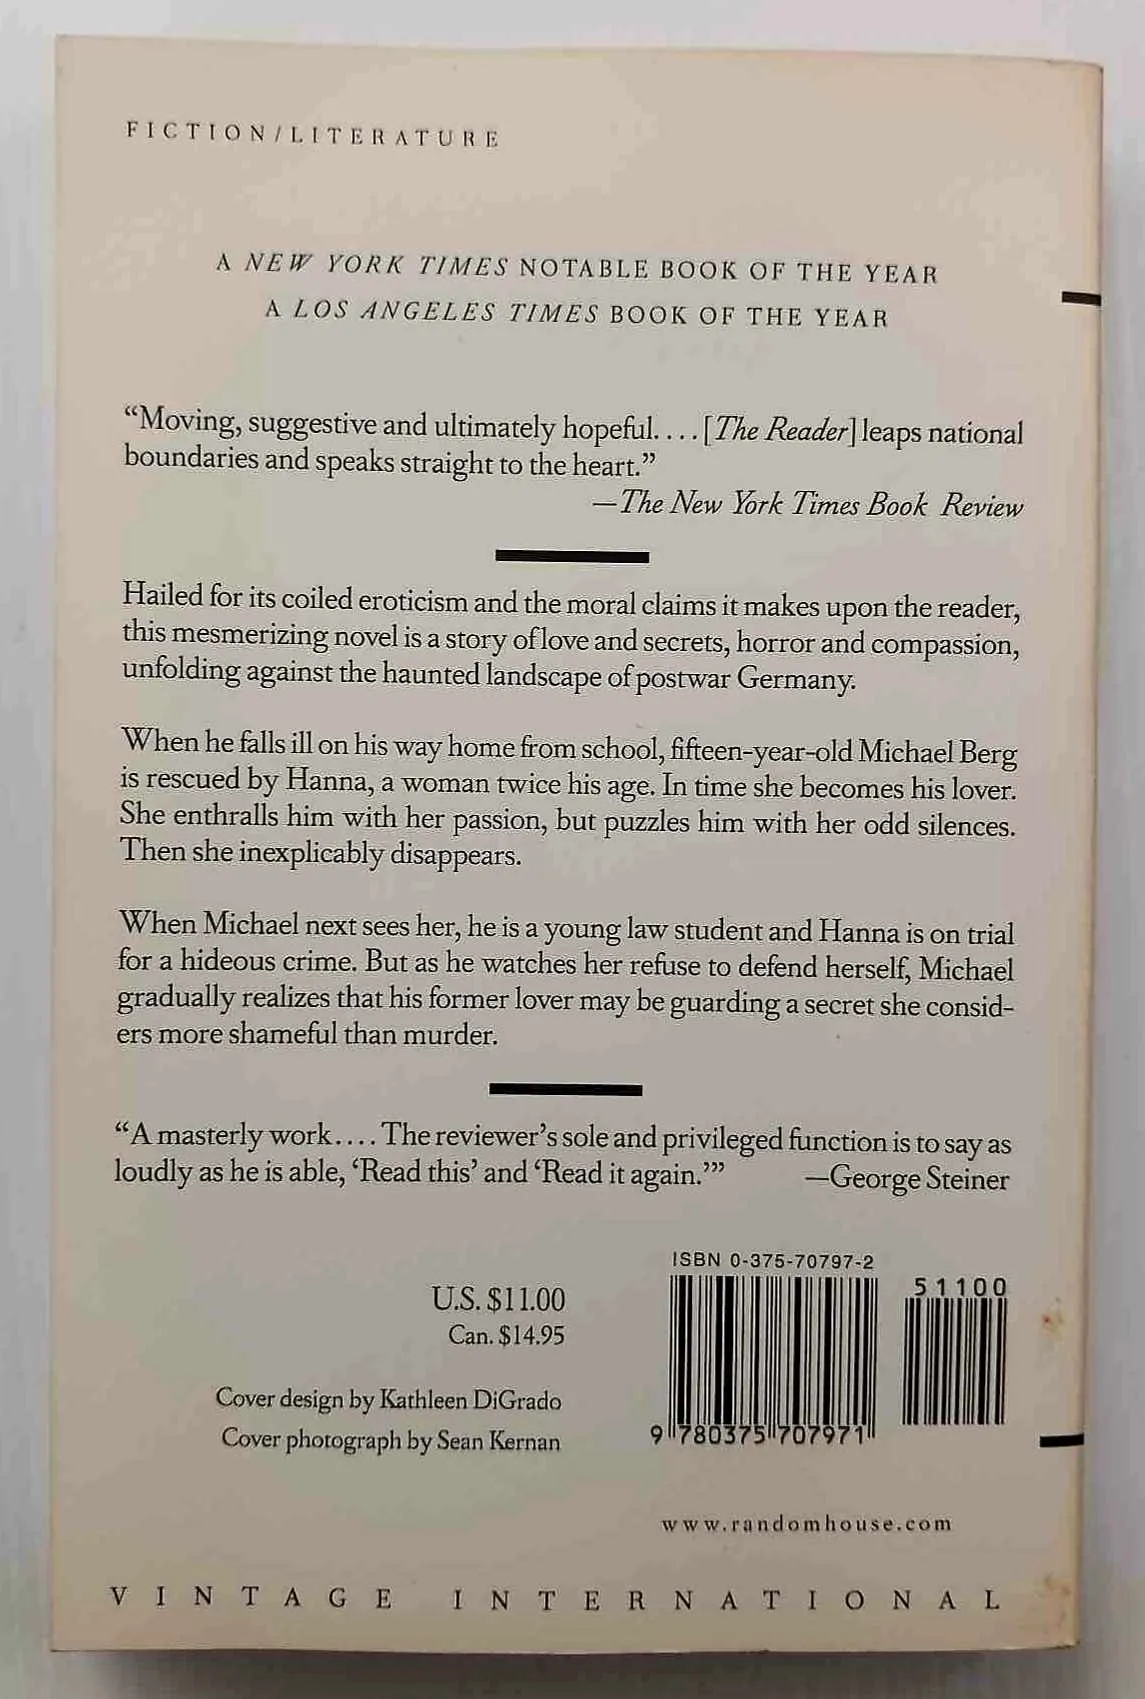 FICTION/LITERATURE
A NEW YORK TIMES NOTABLE BOOK OF THE YEAR
A LOS ANGELES TIMES BOOK OF THE YEAR
“Moving, suggestive and ultimately hopeful. . . . [The Reader] leaps national
boundaries and speaks straight to the heart.”
—The New York Times Book Review
Hailed for its coiled eroticism and the moral claims it makes upon the reader,
this mesmerizing novel is a story of love and secrets, horror and compassion,
unfolding against the haunted landscape of postwar Germany.
When he falls ill on his way home from school, fifteen-year-old Michael Berg
is rescued by Hanna, a woman twice his age. In time she becomes his lover.
She enthralls him with her passion, but puzzles him with her odd silences.
Then she inexplicably disappears.
When Michael next sees her, he is a young law student and Hanna is on trial
for a hideous crime. But as he watches her refuse to defend herself, Michael
gradually realizes that his former lover may be guarding a secret she consid-
ers more shameful than murder.
“A masterly work. . . . The reviewer’s sole and privileged function is to say as
loudly as he is able, ‘Read this’ and ‘Read it again.’” —George Steiner
ISBN 0-375-70797-2
51100
U.S. $11.00
Can. $14.95
Cover design by Kathleen DiGrado
Cover photograph by Sean Kernan
9 780375 707971
www.randomhouse.com
VINTAGE INTERNATIONAL